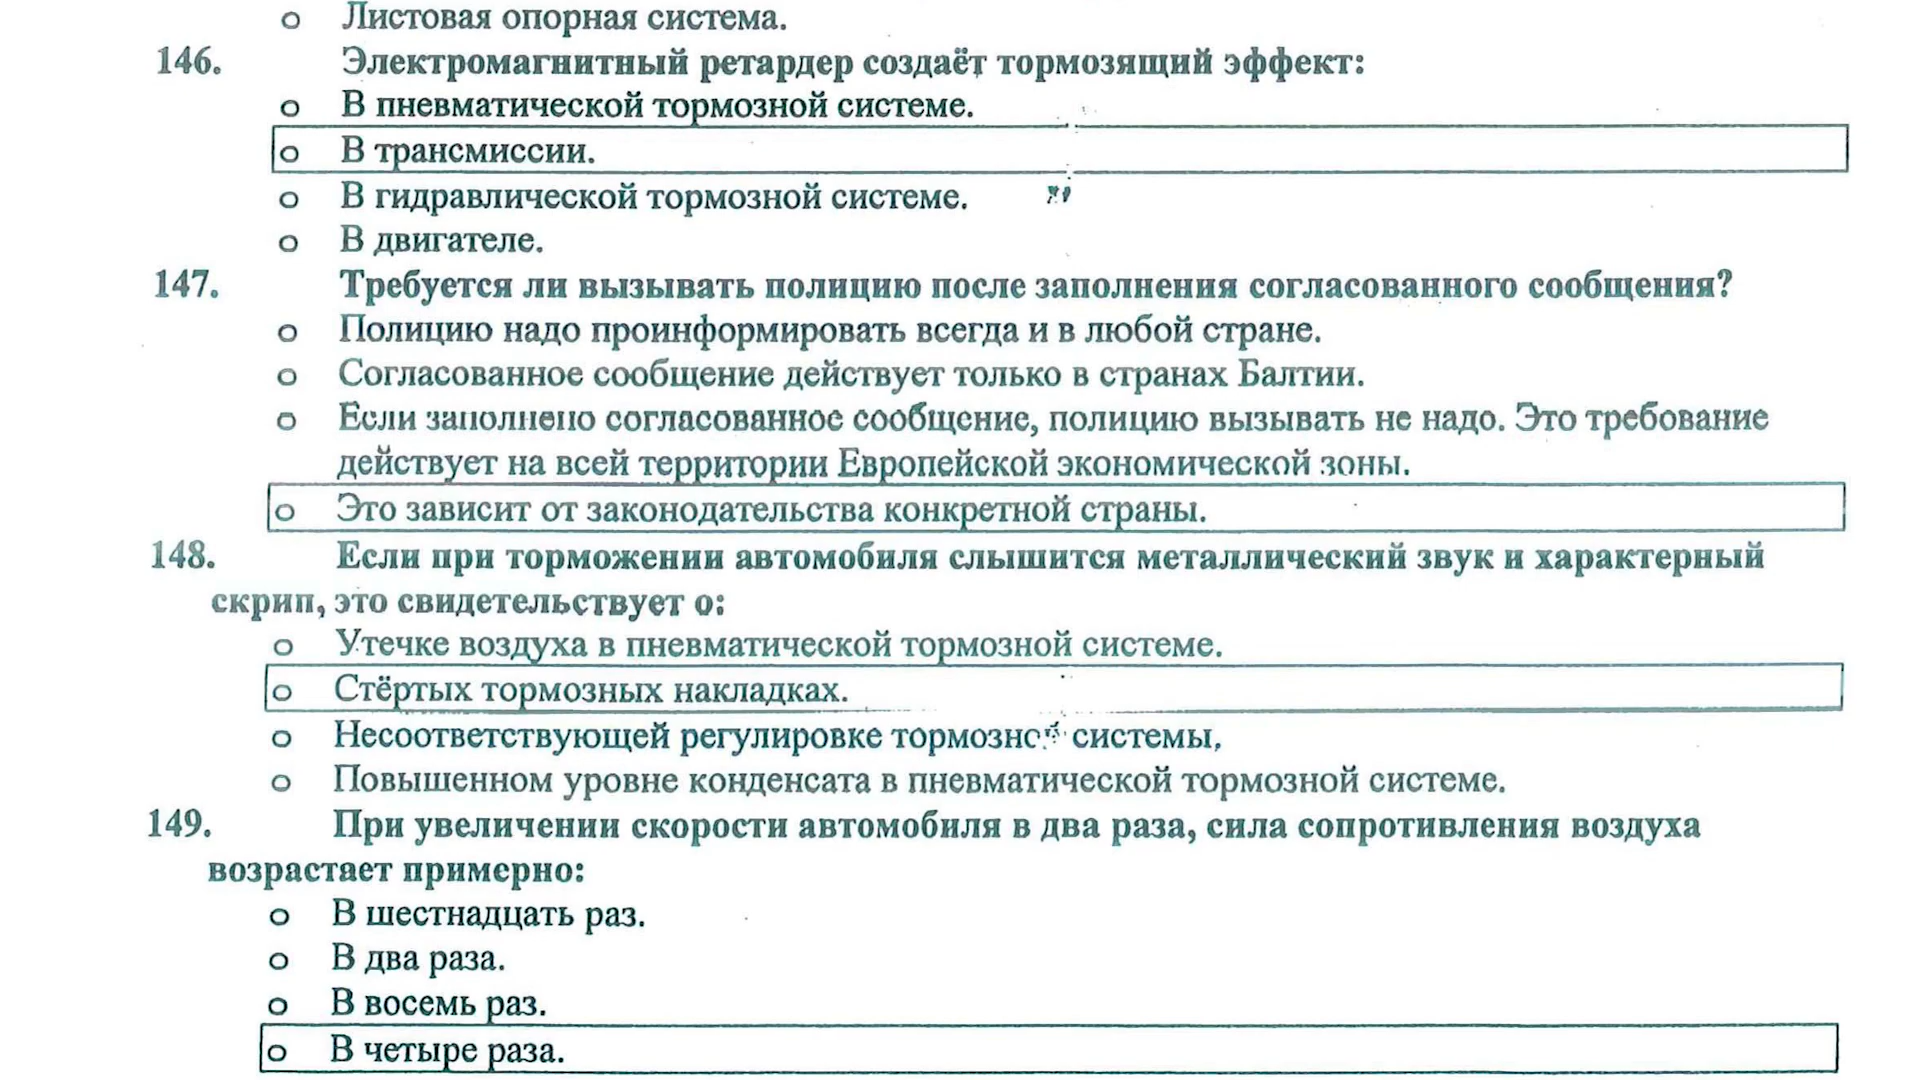 o Листовая опорная система.
146. Электромагнитный ретардер создаёт тормозящий эффект:
o В пневматической тормозной системе.
o В трансмиссии.
o В гидравлической тормозной системе.
o В двигателе.
147. Требуется ли вызывать полицию после заполнения согласованного сообщения?
o Полицию надо проинформировать всегда и в любой стране.
o Согласованное сообщение действует только в странах Балтии.
o Если заполнено согласованное сообщение, полицию вызывать не надо. Это требование
действует на всей территории Европейской экономической зоны.
o Это зависит от законодательства конкретной страны.
148. Если при торможении автомобиля слышится металлический звук и характерный
скрип, это свидетельствует о:
o Утечке воздуха в пневматической тормозной системе.
o Стёртых тормозных накладках.
o Несоответствующей регулировке тормозной системы,
o Повышенном уровне конденсата в пневматической тормозной системе.
149. При увеличении скорости автомобиля в два раза, сила сопротивления воздуха
возрастает примерно:
o В шестнадцать раз.
o В два раза.
o В восемь раз.
o В четыре раза.